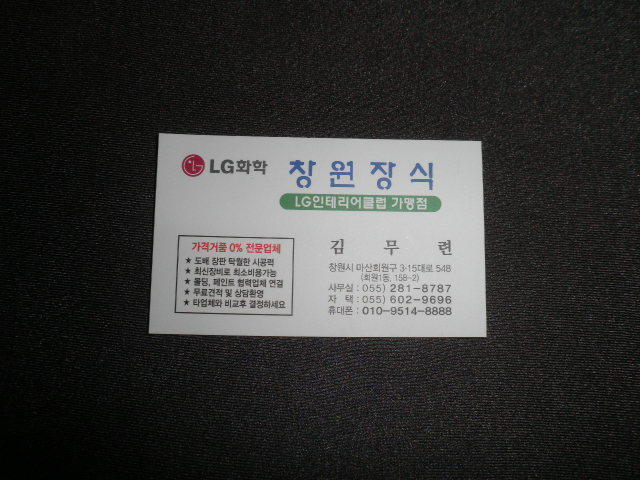 LG화학 창원장식
LG인테리어클럽 가맹점
가격거품 0% 전문업체
★ 도배 장판 탁월한 시공력
★ 최신장비로 최소비용가능
★ 몰딩, 페인트 협력업체 연결
★ 무료견적 및 상담환영
★ 타업체와 비교후 결정하세요
김 무 련
창원시 마산회원구 3·15대로 548
(회원1동, 158-2)
사무실 : 055) 281-8787
자 택 : 055) 602-9696
휴대폰 : 010-9514-8888